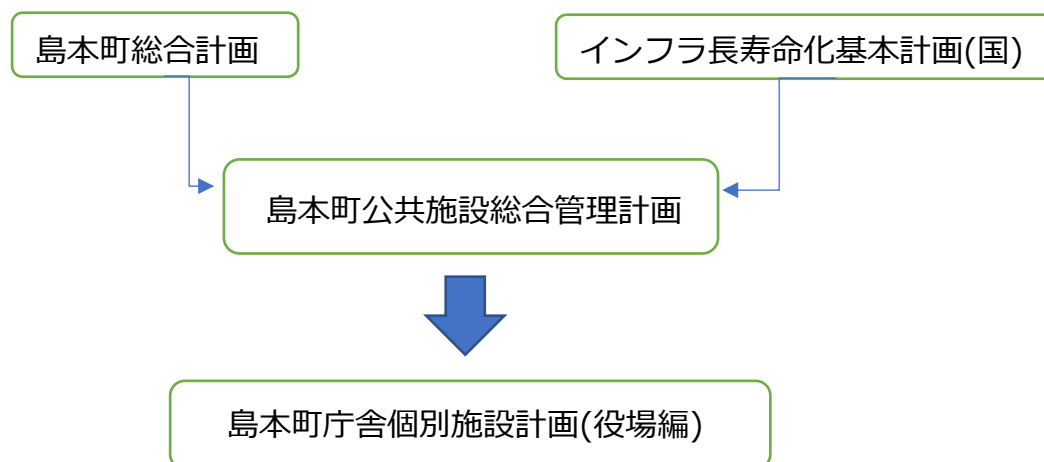 島本町総合計画
インフラ長寿命化基本計画(国)
島本町公共施設総合管理計画
島本町庁舎個別施設計画(役場編)